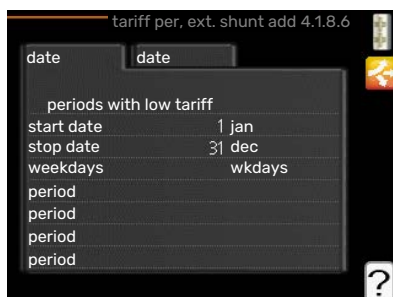 tariff per, ext. shunt add 4.1.8.6
date date
periods with low tariff
start date 1 jan
stop date 31 dec
weekdays wkdays
period
period
period
period
?